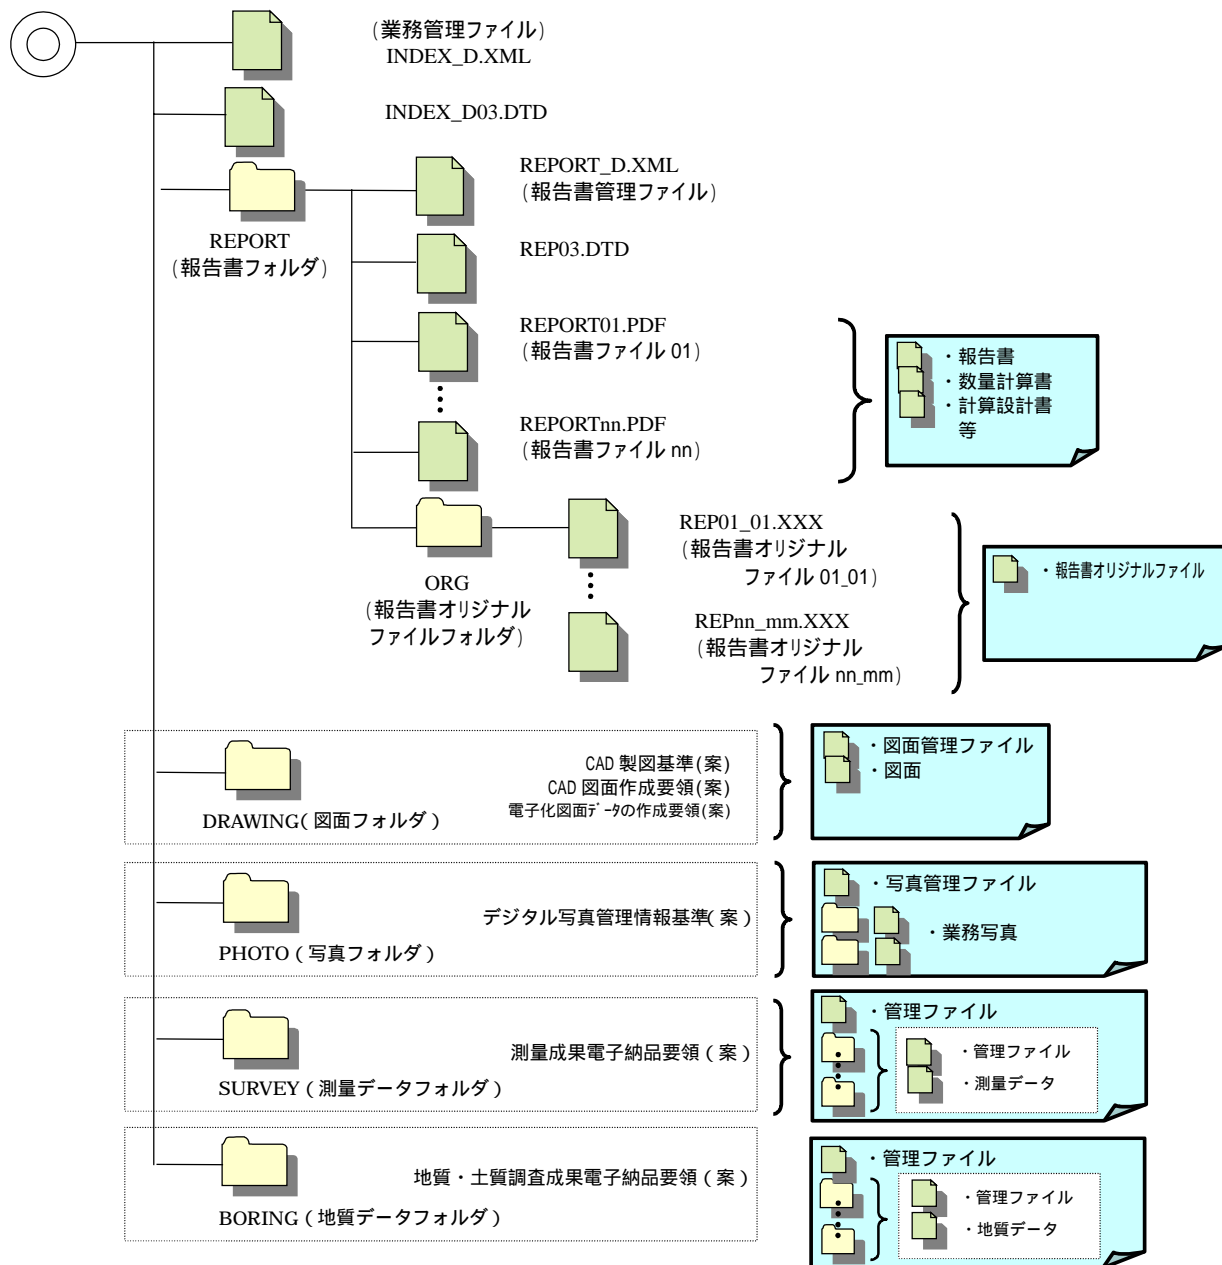 (業務管理ファイル)
INDEX_D.XML
INDEX_D03.DTD
REPORT
(報告書フォルダ)
REPORT_D.XML
(報告書管理ファイル)
REP03.DTD
REPORT01.PDF
(報告書ファイル 01)
REPORTnn.PDF
(報告書ファイル nn)
・報告書
・数量計算書
・計算設計書
等
ORG
(報告書オリジナル
ファイルフォルダ)
REP01_01.XXX
(報告書オリジナル
ファイル 01_01)
REPnn_mm.XXX
(報告書オリジナル
ファイル nn_mm)
・報告書オリジナルファイル
DRAWING(図面フォルダ)
CAD 製図基準(案)
CAD 図面作成要領(案)
電子化図面データの作成要領(案)
・図面管理ファイル
・図面
PHOTO(写真フォルダ)
デジタル写真管理情報基準(案)
・写真管理ファイル
・業務写真
SURVEY(測量データフォルダ)
測量成果電子納品要領(案)
・管理ファイル
・管理ファイル
・測量データ
BORING(地質データフォルダ)
地質・土質調査成果電子納品要領(案)
・管理ファイル
・管理ファイル
・地質データ